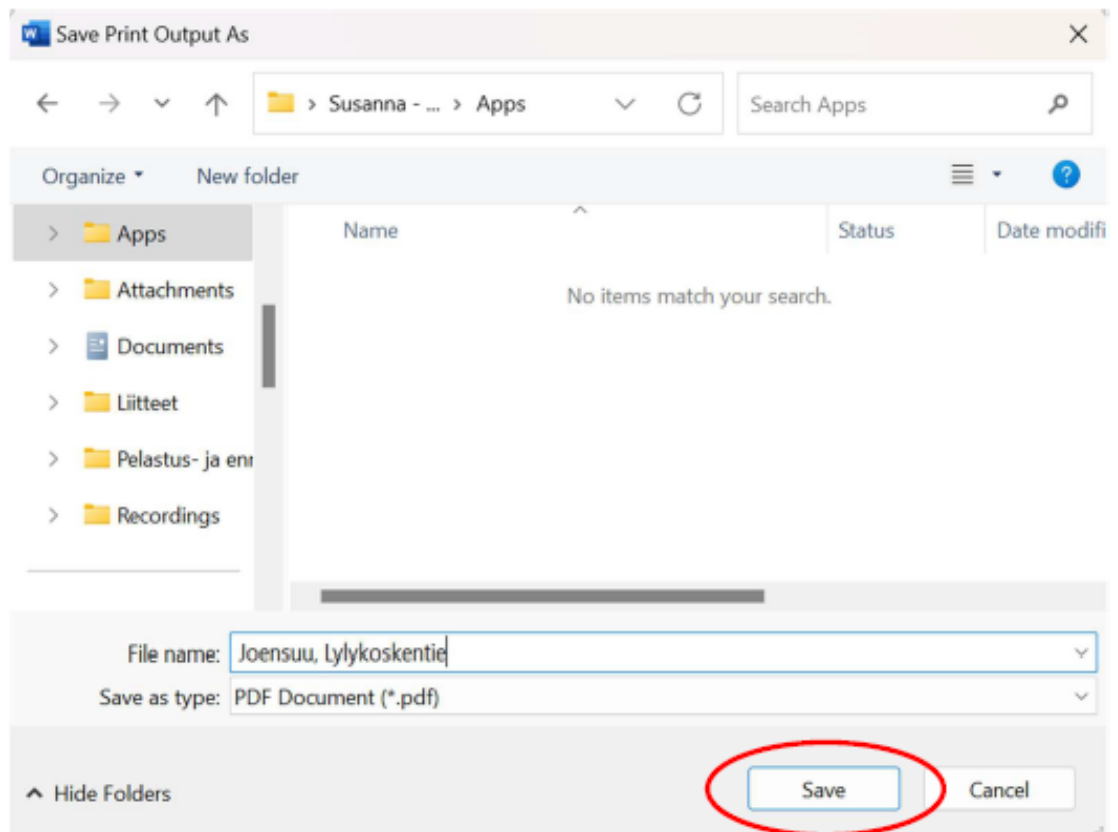 Save Print Output As
Susanna - ... Apps
Search Apps
Organize New folder
Name Status Date modifi
Apps
Attachments
No items match your search.
Documents
Liitteet
Pelastus- ja enr
Recordings
File name: Joensuu, Lylykoskentie
Save as type: PDF Document (*.pdf)
Hide Folders Save Cancel